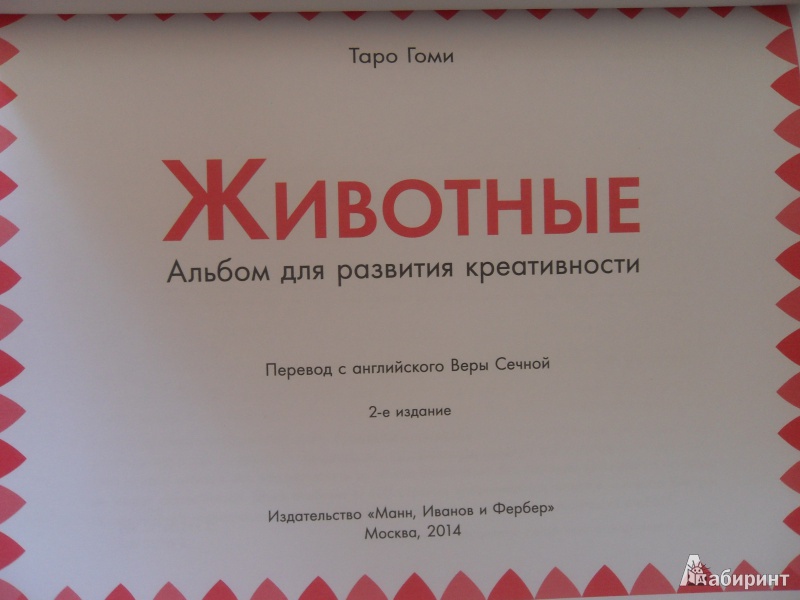 Таро Гоми
Животные
Альбом для развития креативности
Перевод с английского Веры Сечной
2-е издание
Издательство «Манн, Иванов и Фербер»
Москва, 2014
Лабиринт